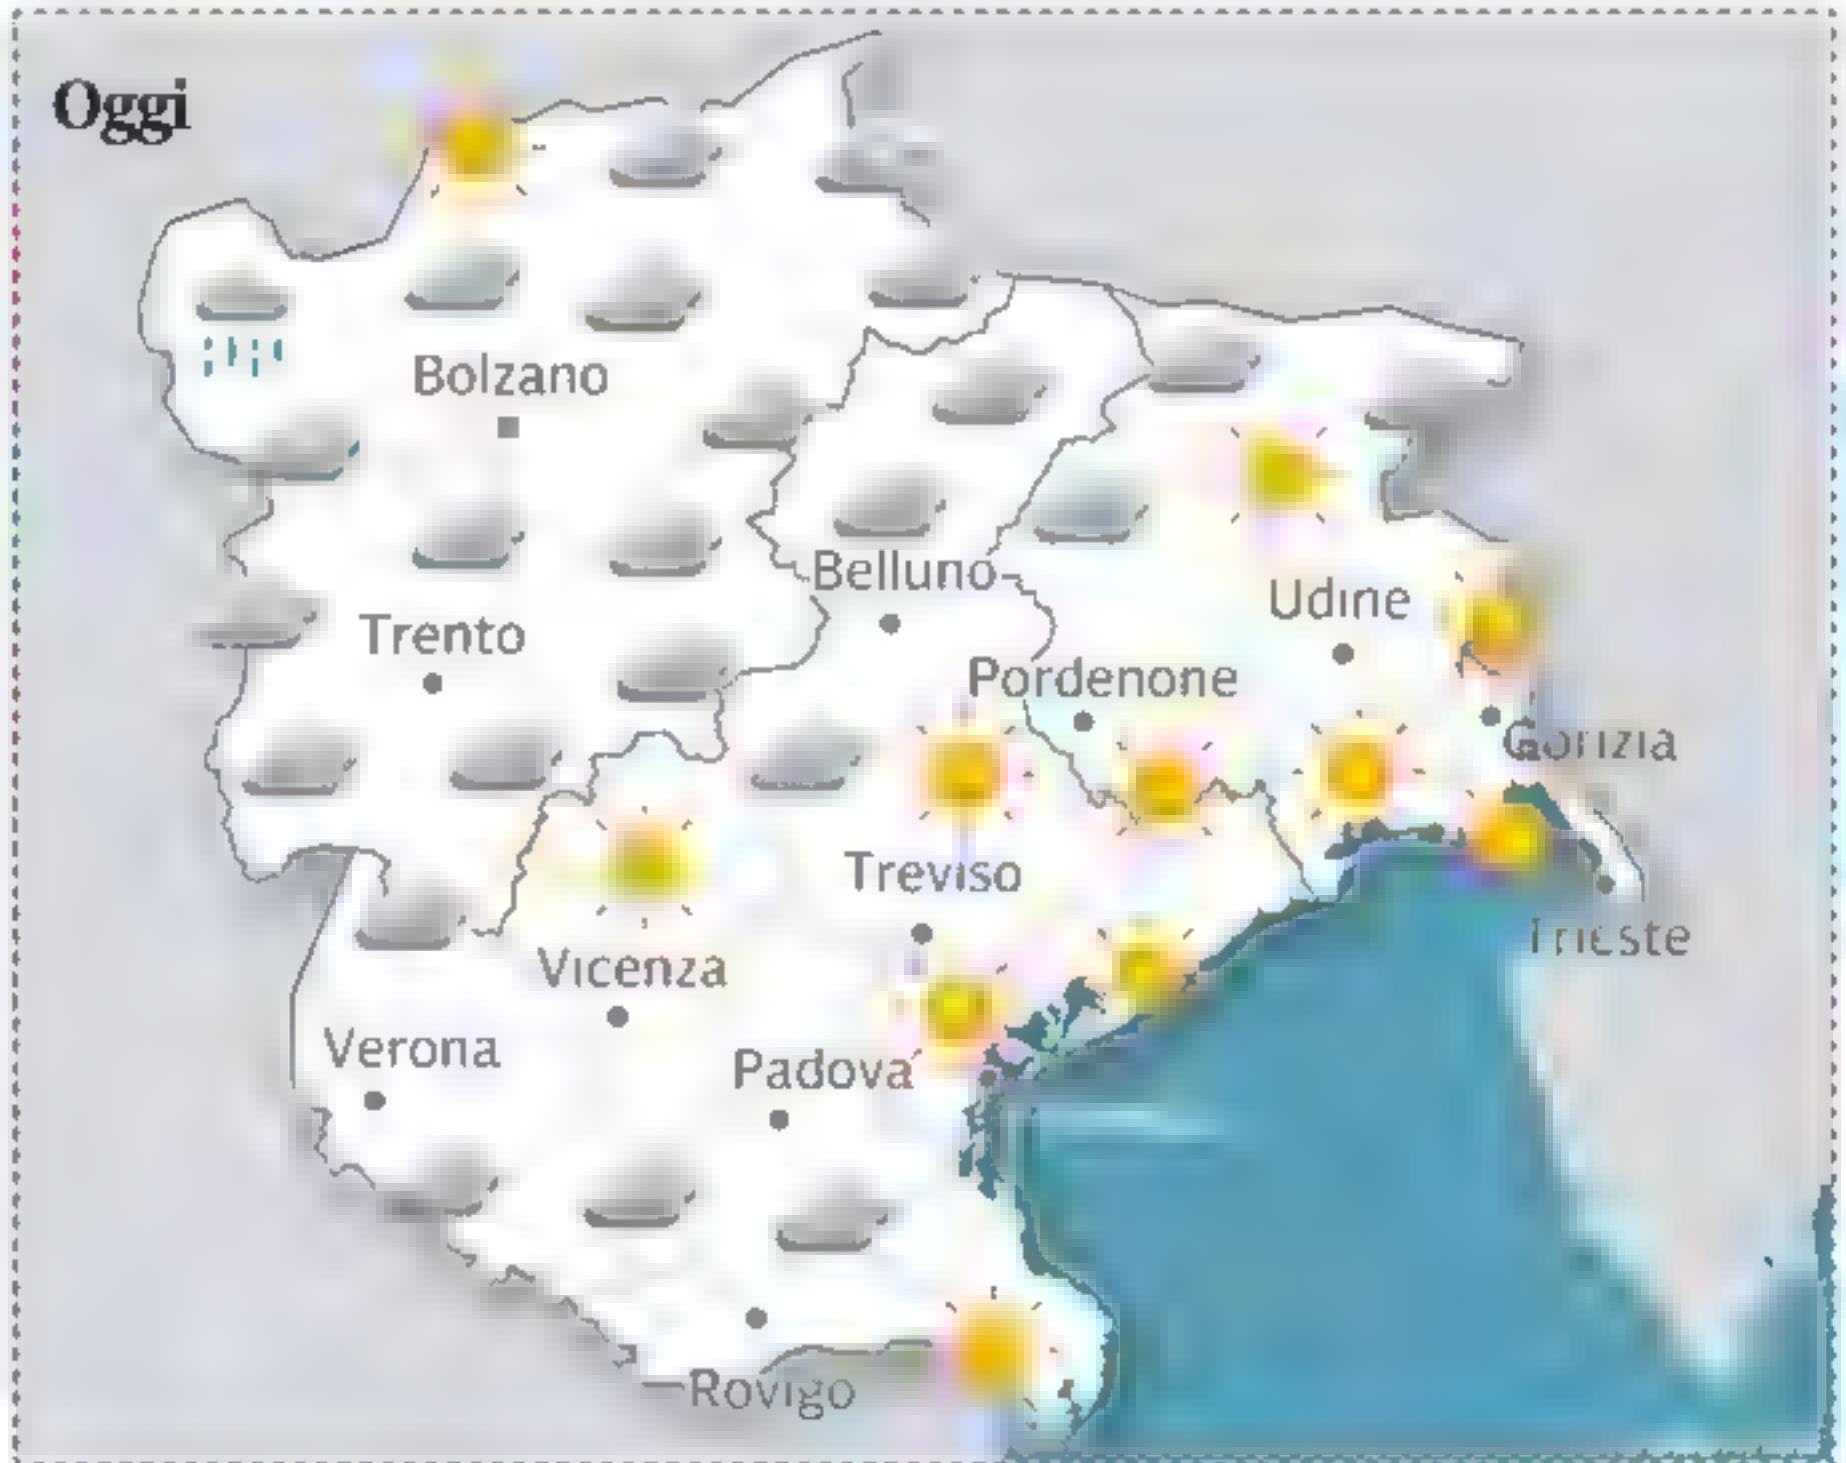 Oggi
Bolzano
Belluno
Udine
Trento
Pordenone
Gorizia
Treviso
Trieste
Vicenza
Verona
Padova
Rovigo